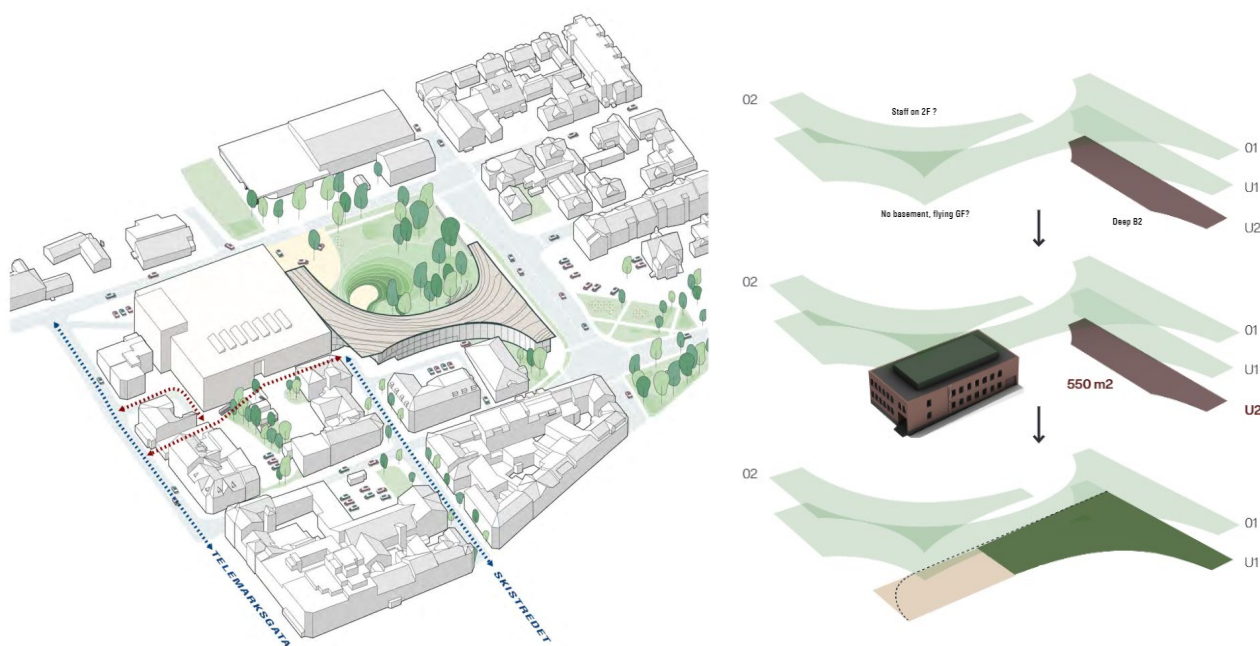 TELEMARKSGATA
SKISTREDET
02
Staff on 2F ?
01
U1
No basement, flying GF?
Deep B2
U2
02
01
U1
550 m2
U2
02
01
U1